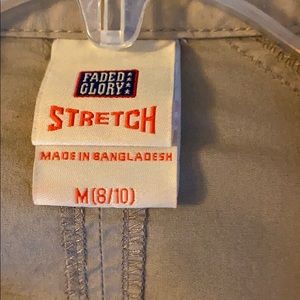 FADED
GLORY
STRETCH
MADE IN BANGLADESH
M(8/10)